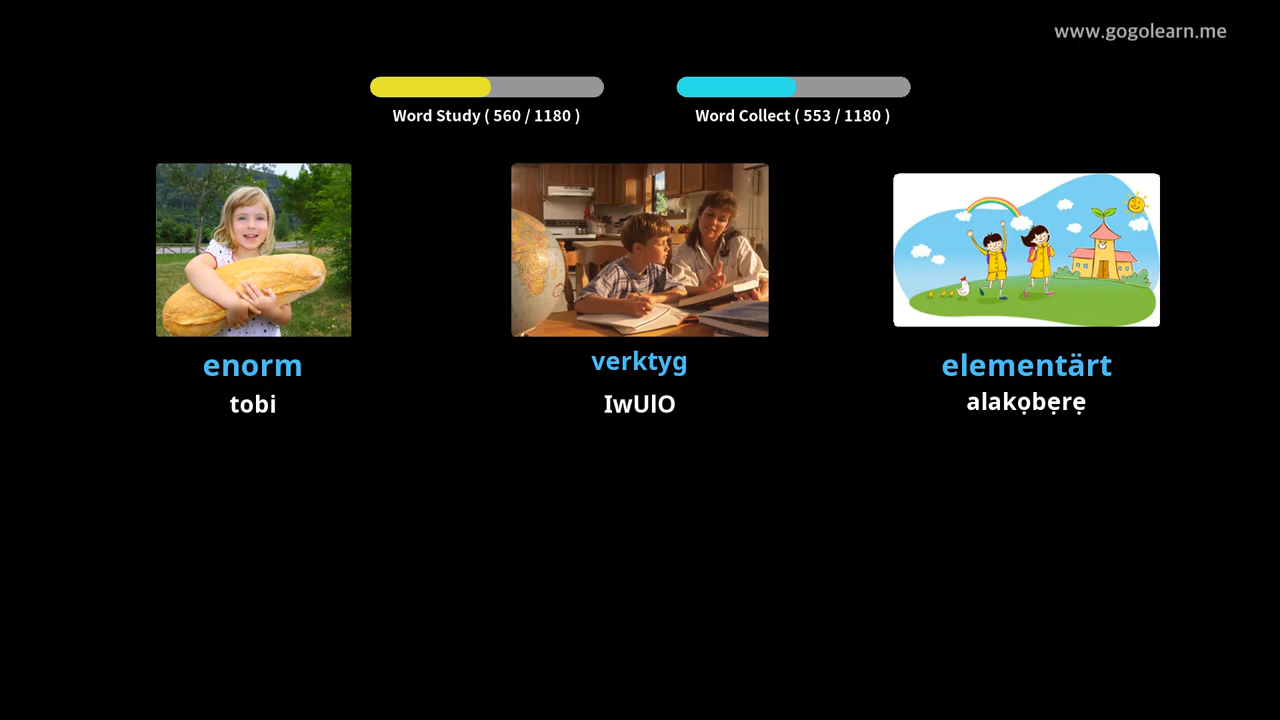 www.gogolearn.me
Word Study ( 560 / 1180 )
Word Collect ( 553 / 1180 )
enorm
verktyg
elementärt
tobi
IwUlO
alakọbẹrẹ